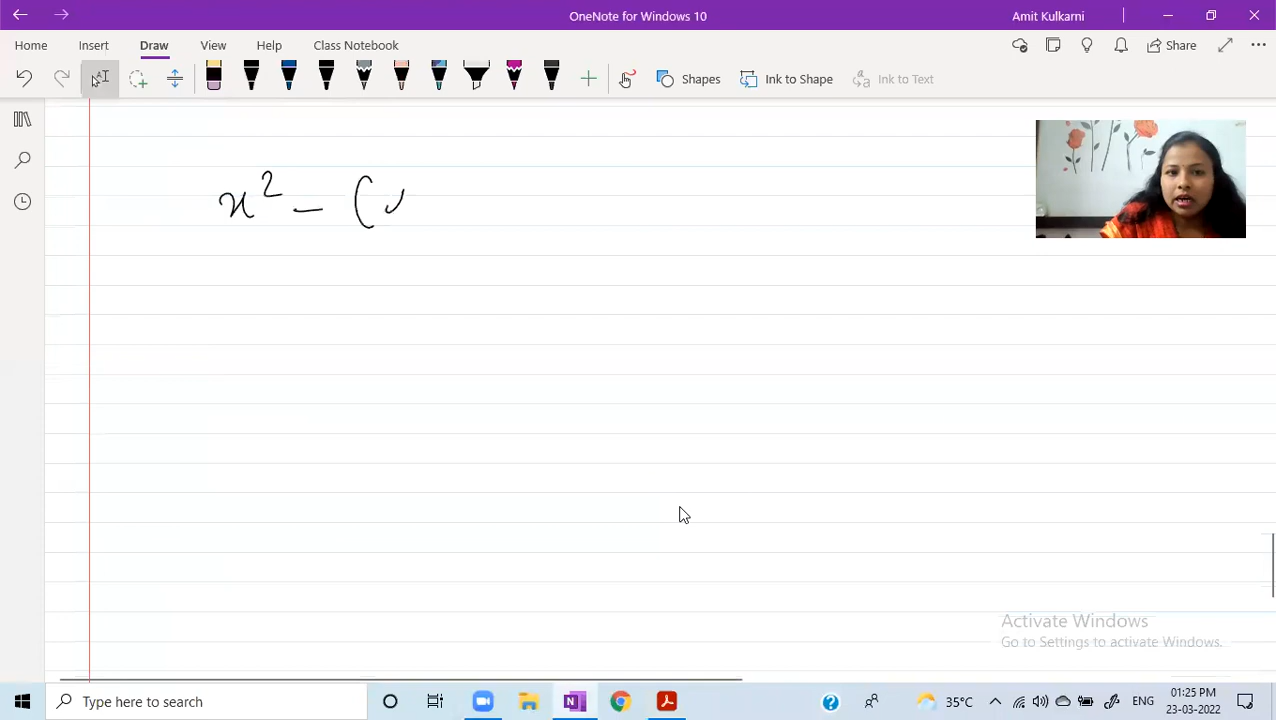 OneNote for Windows 10
Amit Kulkarni
Home Insert Draw View Help Class Notebook
Share
Shapes Ink to Shape Ink to Text
x² – (
Activate Windows
Go to Settings to activate Windows.
Type here to search
35°C
ENG
01:25 PM
23-03-2022